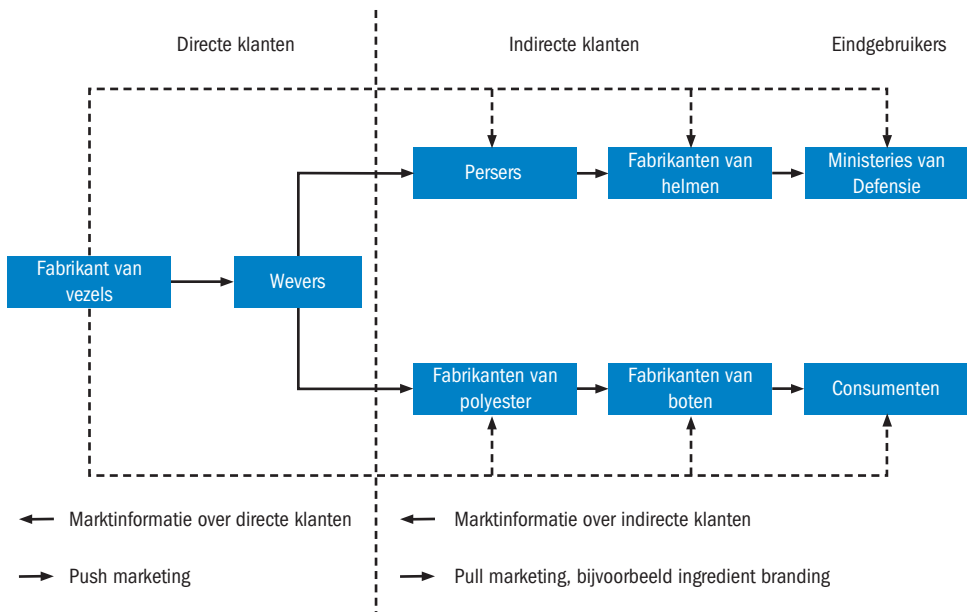 Directe klanten
Indirecte klanten
Eindgebruikers
Persers
Fabrikanten van
helmen
Ministeries van
Defensie
Fabrikant van
vezels
Wevers
Fabrikanten van
polyester
Fabrikanten van
boten
Consumenten
Marktinformatie over directe klanten
Marktinformatie over indirecte klanten
Push marketing
Pull marketing, bijvoorbeeld ingredient branding